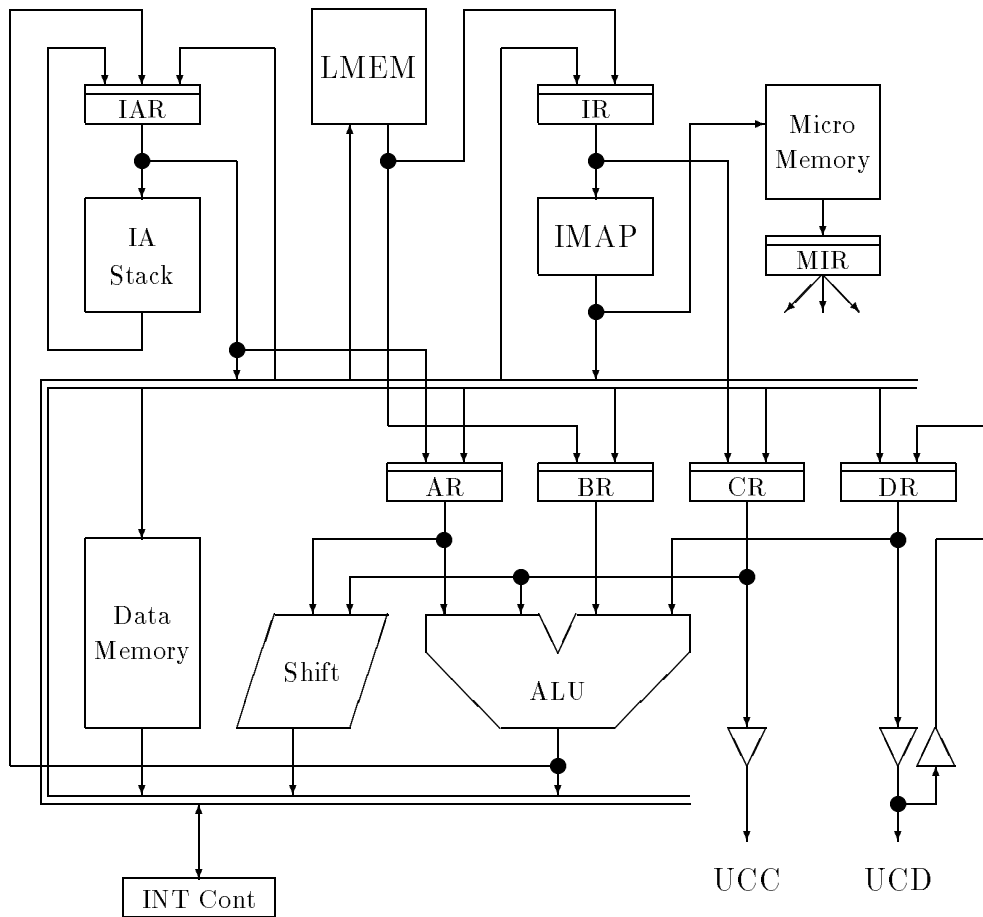 LMEM
IAR
IR
Micro
Memory
IA
Stack
IMAP
MIR
AR
BR
CR
DR
Data
Memory
Shift
ALU
UCC
UCD
INT Cont